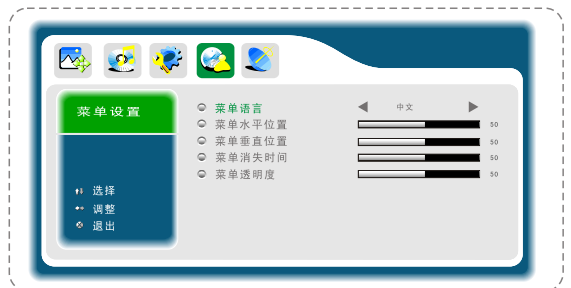 菜单设置
菜单语言 中文
菜单水平位置 50
菜单垂直位置 50
菜单消失时间 50
菜单透明度 50
选择
调整
退出